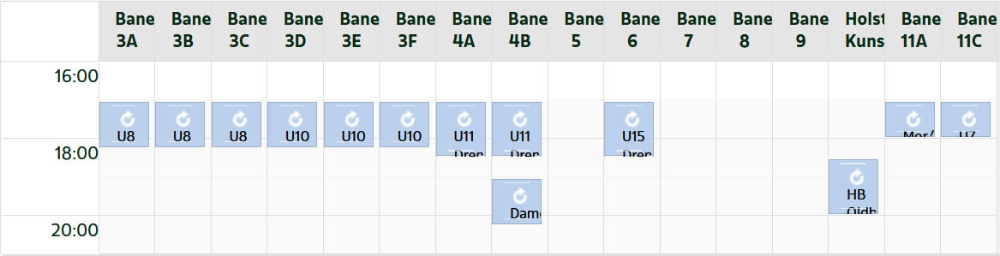 Bane 3A
Bane 3B
Bane 3C
Bane 3D
Bane 3E
Bane 3F
Bane 4A
Bane 4B
Bane 5
Bane 6
Bane 7
Bane 8
Bane 9
Holst Kuns
Bane 11A
Bane 11C
16:00
U8
U8
U8
U10
U10
U10
U11
Dren
U11
Dren
U15
Dren
Mor/
U7
18:00
Dame
HB
20:00